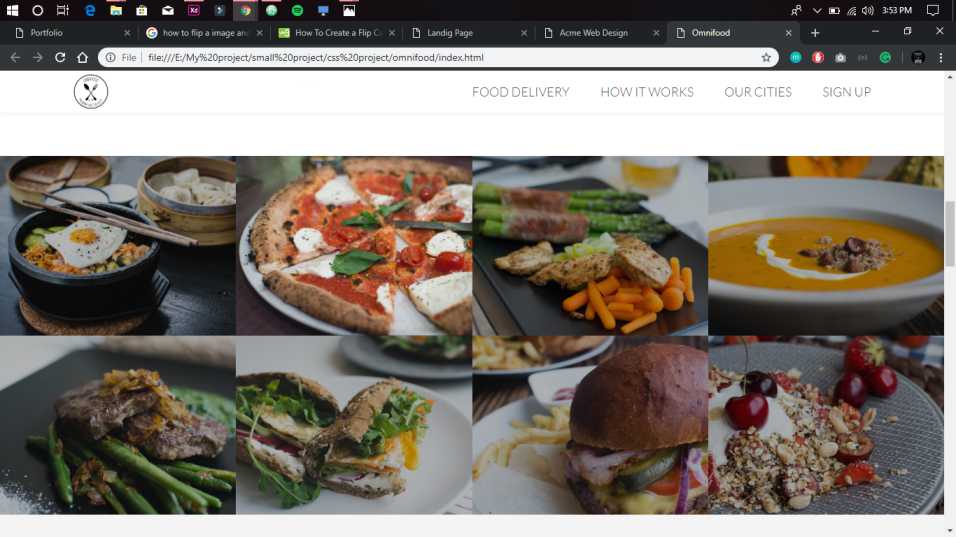 3:53 PM
Portfolio
how to flip a image and
How To Create a Flip Ca
Landig Page
Acme Web Design
Omnifood
File
file:///E:/My%20project/small%20project/css%20project/omnifood/index.html
FOOD DELIVERY
HOW IT WORKS
OUR CITIES
SIGN UP